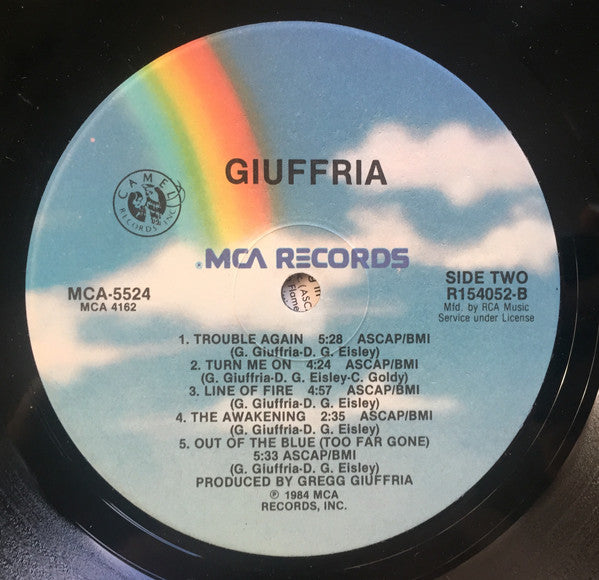 GIUFFRIA
CAMEL
RECORDS, INC.
MCA RECORDS
MCA-5524
MCA 4162
SIDE TWO
R154052-B
Mfd. by RCA Music
Service under License
1. TROUBLE AGAIN 5:28 ASCAP/BMI
(G. Giuffria-D. G. Eisley)
2. TURN ME ON 4:24 ASCAP/BMI
(G. Giuffria-D. G. Eisley-C. Goldy)
3. LINE OF FIRE 4:57 ASCAP/BMI
(G. Giuffria-D. G. Eisley)
4. THE AWAKENING 2:35 ASCAP/BMI
(G. Giuffria-D. G. Eisley)
5. OUT OF THE BLUE (TOO FAR GONE)
5:33 ASCAP/BMI
(G. Giuffria-D. G. Eisley)
PRODUCED BY GREGG GIUFFRIA
℗ 1984 MCA
RECORDS, INC.